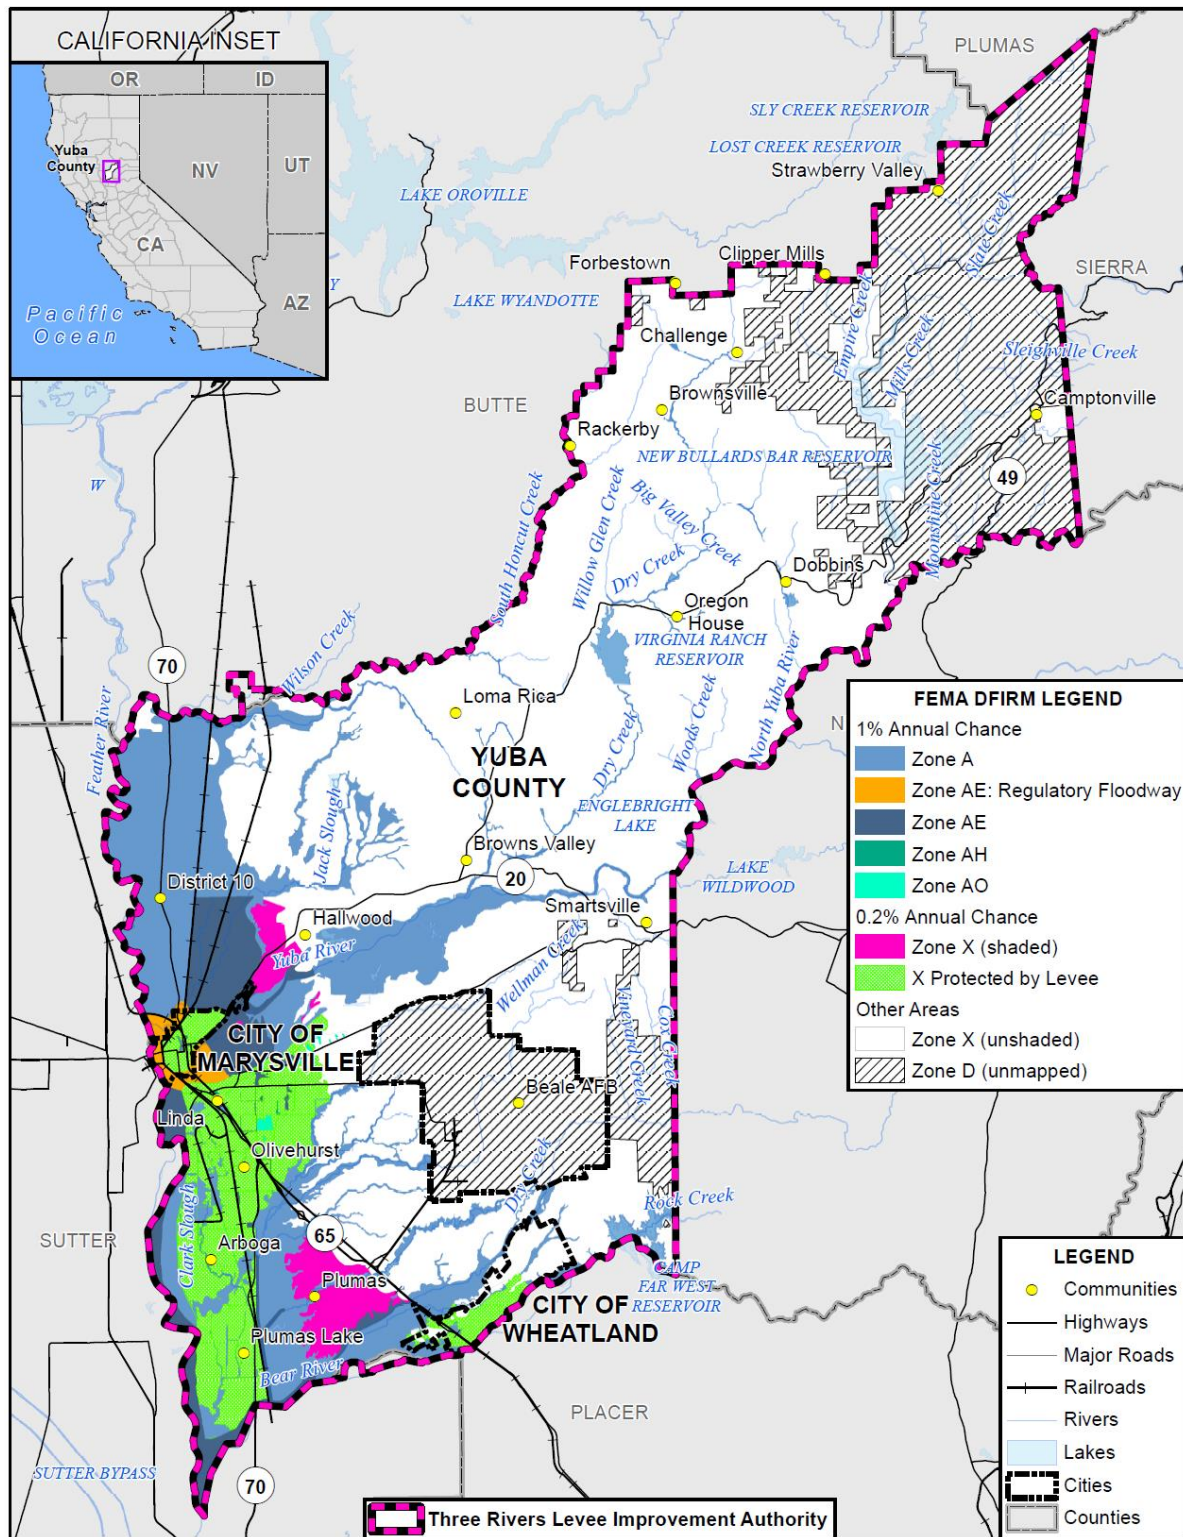 CALIFORNIA INSET
OR
ID
Yuba
County
NV
UT
CA
AZ
Pacific
Ocean
PLUMAS
SLY CREEK RESERVOIR
LOST CREEK RESERVOIR
Strawberry Valley
LAKE OROVILLE
Slate Creek
Clipper Mills
Forbestown
SIERRA
Y
LAKE WYANDOTTE
Empire Creek
Challenge
Mills Creek
Sleighville Creek
BUTTE
Brownsville
Camptonville
Rackerby
NEW BULLARDS BAR RESERVOIR
49
W
South Honcut Creek
Willow Glen Creek
Big Valley Creek
Moonshine Creek
Dry Creek
Dobbins
Oregon
House
VIRGINIA RANCH
RESERVOIR
Wilson Creek
70
North Yuba River
Feather River
Loma Rica
Woods Creek
N
YUBA
COUNTY
Dry Creek
ENGLEBRIGHT
LAKE
Jack Slough
Browns Valley
LAKE
WILDWOOD
20
District 10
Smartsville
Hallwood
Yuba River
Wellman Creek
Vineyard Creek
Cox Creek
CITY OF
MARYSVILLE
Beale AFB
Linda
Olivehurst
Dry Creek
Rock Creek
Clark Slough
65
SUTTER
Arboga
Plumas
CAMP
FAR WEST
RESERVOIR
CITY OF
WHEATLAND
Plumas Lake
Bear River
PLACER
SUTTER BYPASS
70
FEMA DFIRM LEGEND
1% Annual Chance
Zone A
Zone AE: Regulatory Floodway
Zone AE
Zone AH
Zone AO
0.2% Annual Chance
Zone X (shaded)
X Protected by Levee
Other Areas
Zone X (unshaded)
Zone D (unmapped)
LEGEND
Communities
Highways
Major Roads
Railroads
Rivers
Lakes
Cities
Counties
Three Rivers Levee Improvement Authority